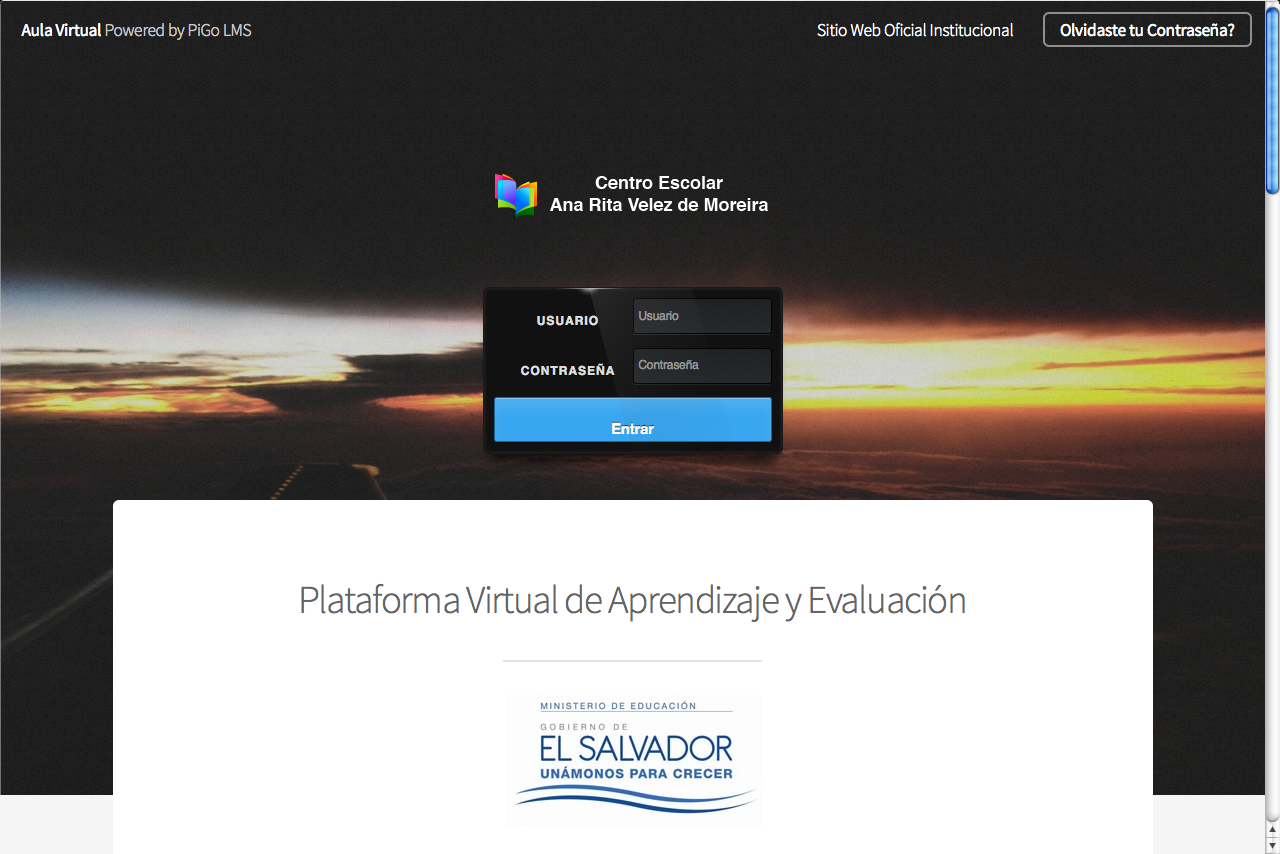 Aula Virtual Powered by PiGo LMS
Sitio Web Oficial Institucional
Olvidaste tu Contraseña?
Centro Escolar
Ana Rita Velez de Moreira
USUARIO
Usuario
CONTRASEÑA
Contraseña
Entrar
Plataforma Virtual de Aprendizaje y Evaluación
MINISTERIO DE EDUCACIÓN
GOBIERNO DE
EL SALVADOR
UNÁMONOS PARA CRECER